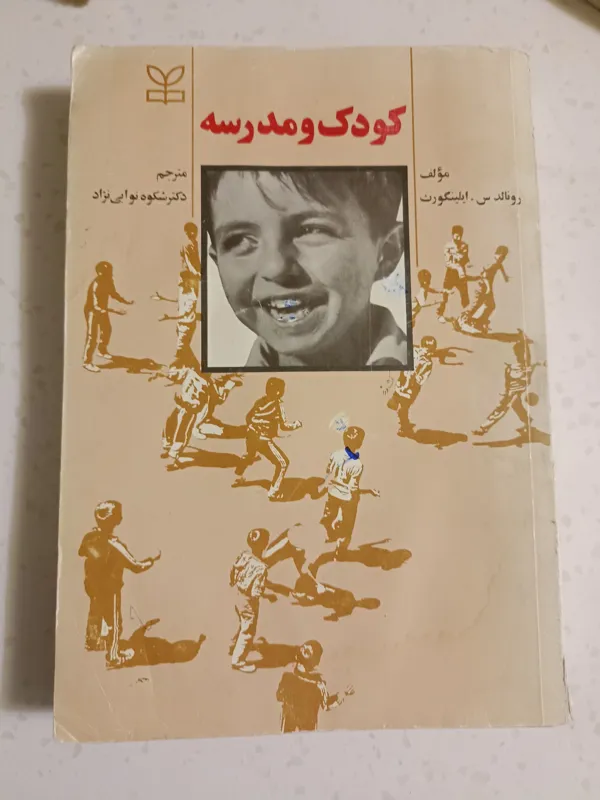 کودک و مدرسه
مؤلف
رونالد س. ایلینگورث
مترجم
دکتر شکوه نوابی نژاد